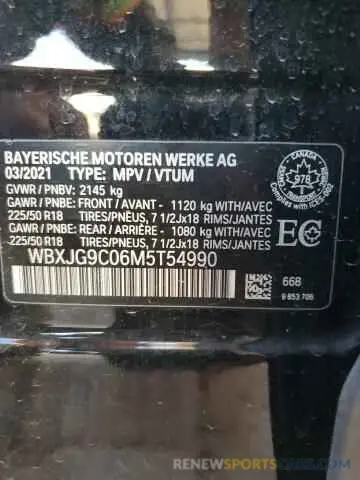 BAYERISCHE MOTOREN WERKE AG
03/2021 TYPE: MPV / VTUM
GVWR / PNBV: 2145 kg
GAWR / PNBE: FRONT / AVANT - 1120 kg WITH/AVEC
225/50 R18 TIRES/PNEUS, 7 1/2Jx18 RIMS/JANTES
GAWR / PNBE: REAR / ARRIÈRE - 1080 kg WITH/AVEC
225/50 R18 TIRES/PNEUS, 7 1/2Jx18 RIMS/JANTES
WBXJG9C06M5T54990
CANADA
978
EC
668
9 853 706
RENEWSPORTSCARS.COM